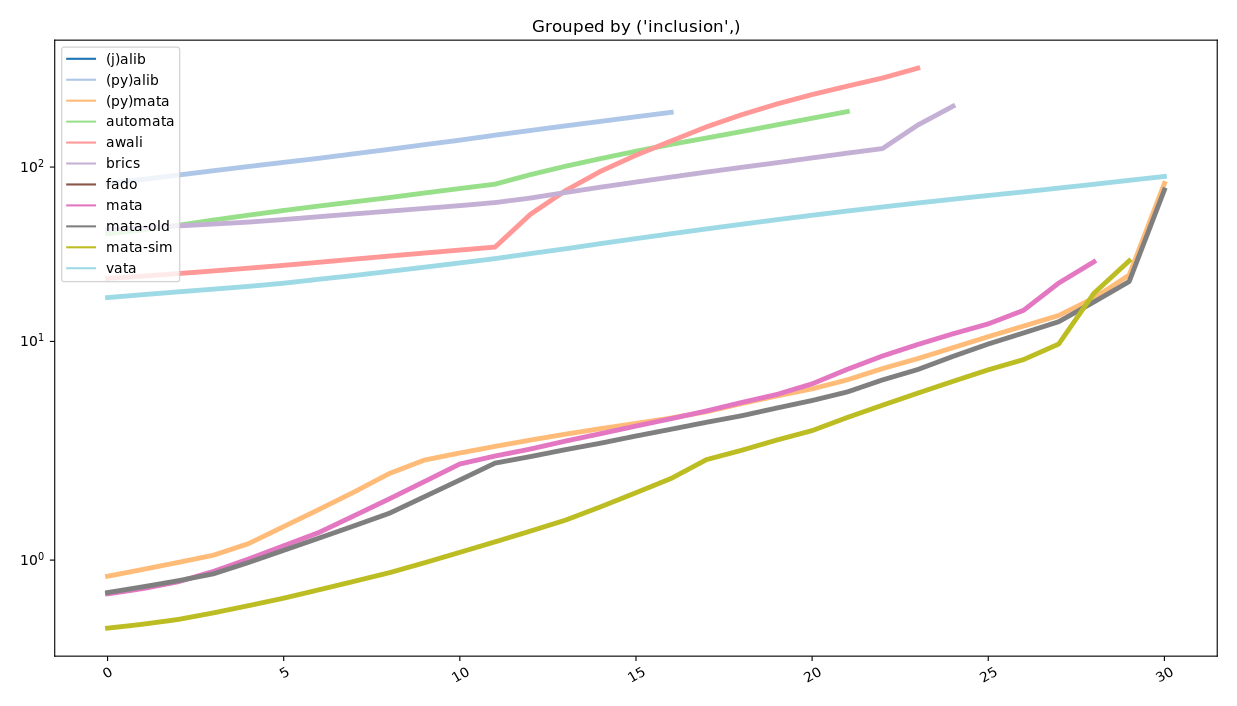 Grouped by ('inclusion',)
(j)alib
(py)alib
(py)mata
automata
awali
brics
fado
mata
mata-old
mata-sim
vata
10²
10¹
10⁰
0 5 10 15 20 25 30